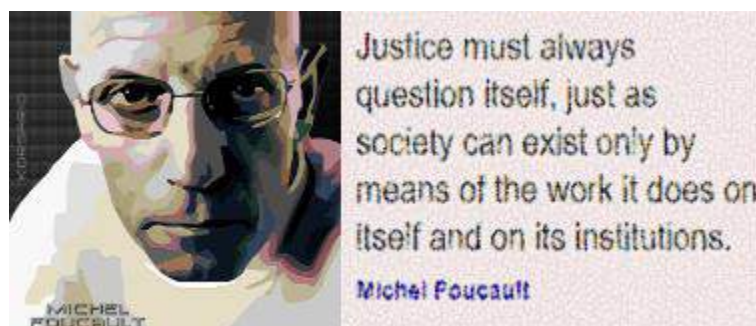 Justice must always
question itself, just as
society can exist only by
means of the work it does on
itself and on its institutions.
Michel Foucault
MICHEL
FOUCAULT